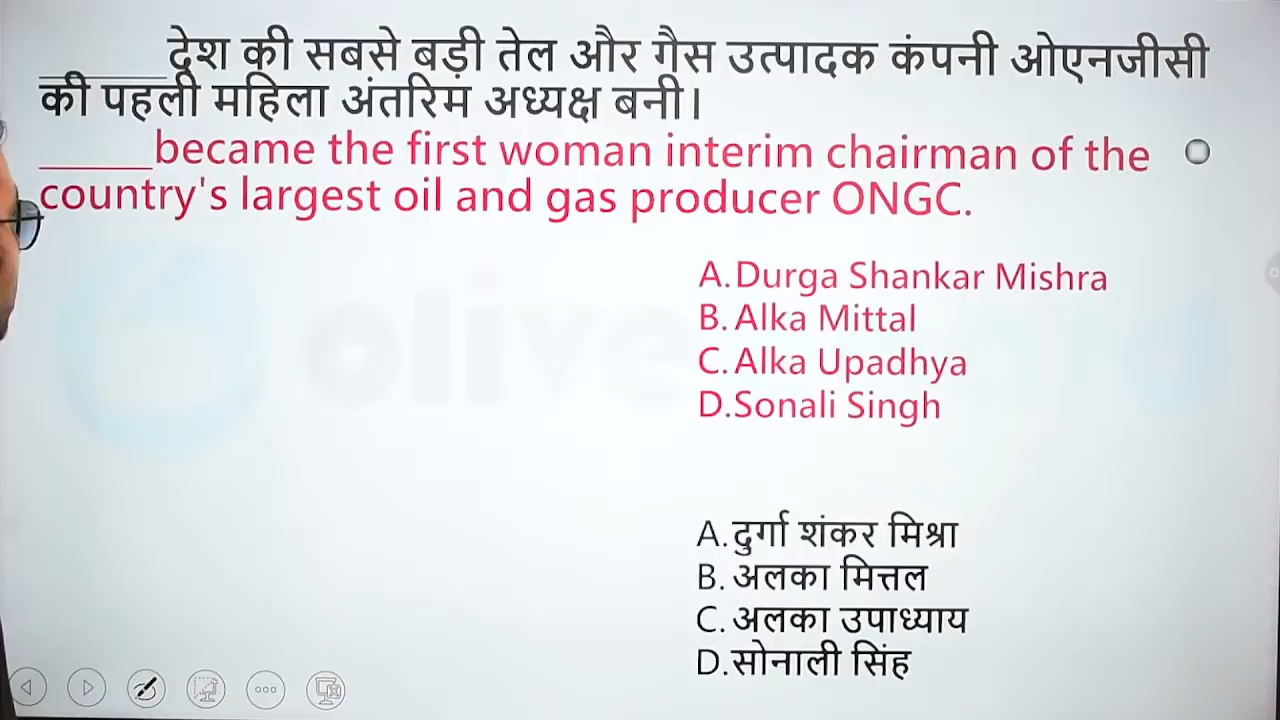 ______देश की सबसे बड़ी तेल और गैस उत्पादक कंपनी ओएनजीसी
की पहली महिला अंतरिम अध्यक्ष बनी।
_____became the first woman interim chairman of the
country's largest oil and gas producer ONGC.
A.Durga Shankar Mishra
B.Alka Mittal
C.Alka Upadhya
D.Sonali Singh
A.दुर्गा शंकर मिश्रा
B.अलका मित्तल
C.अलका उपाध्याय
D.सोनाली सिंह